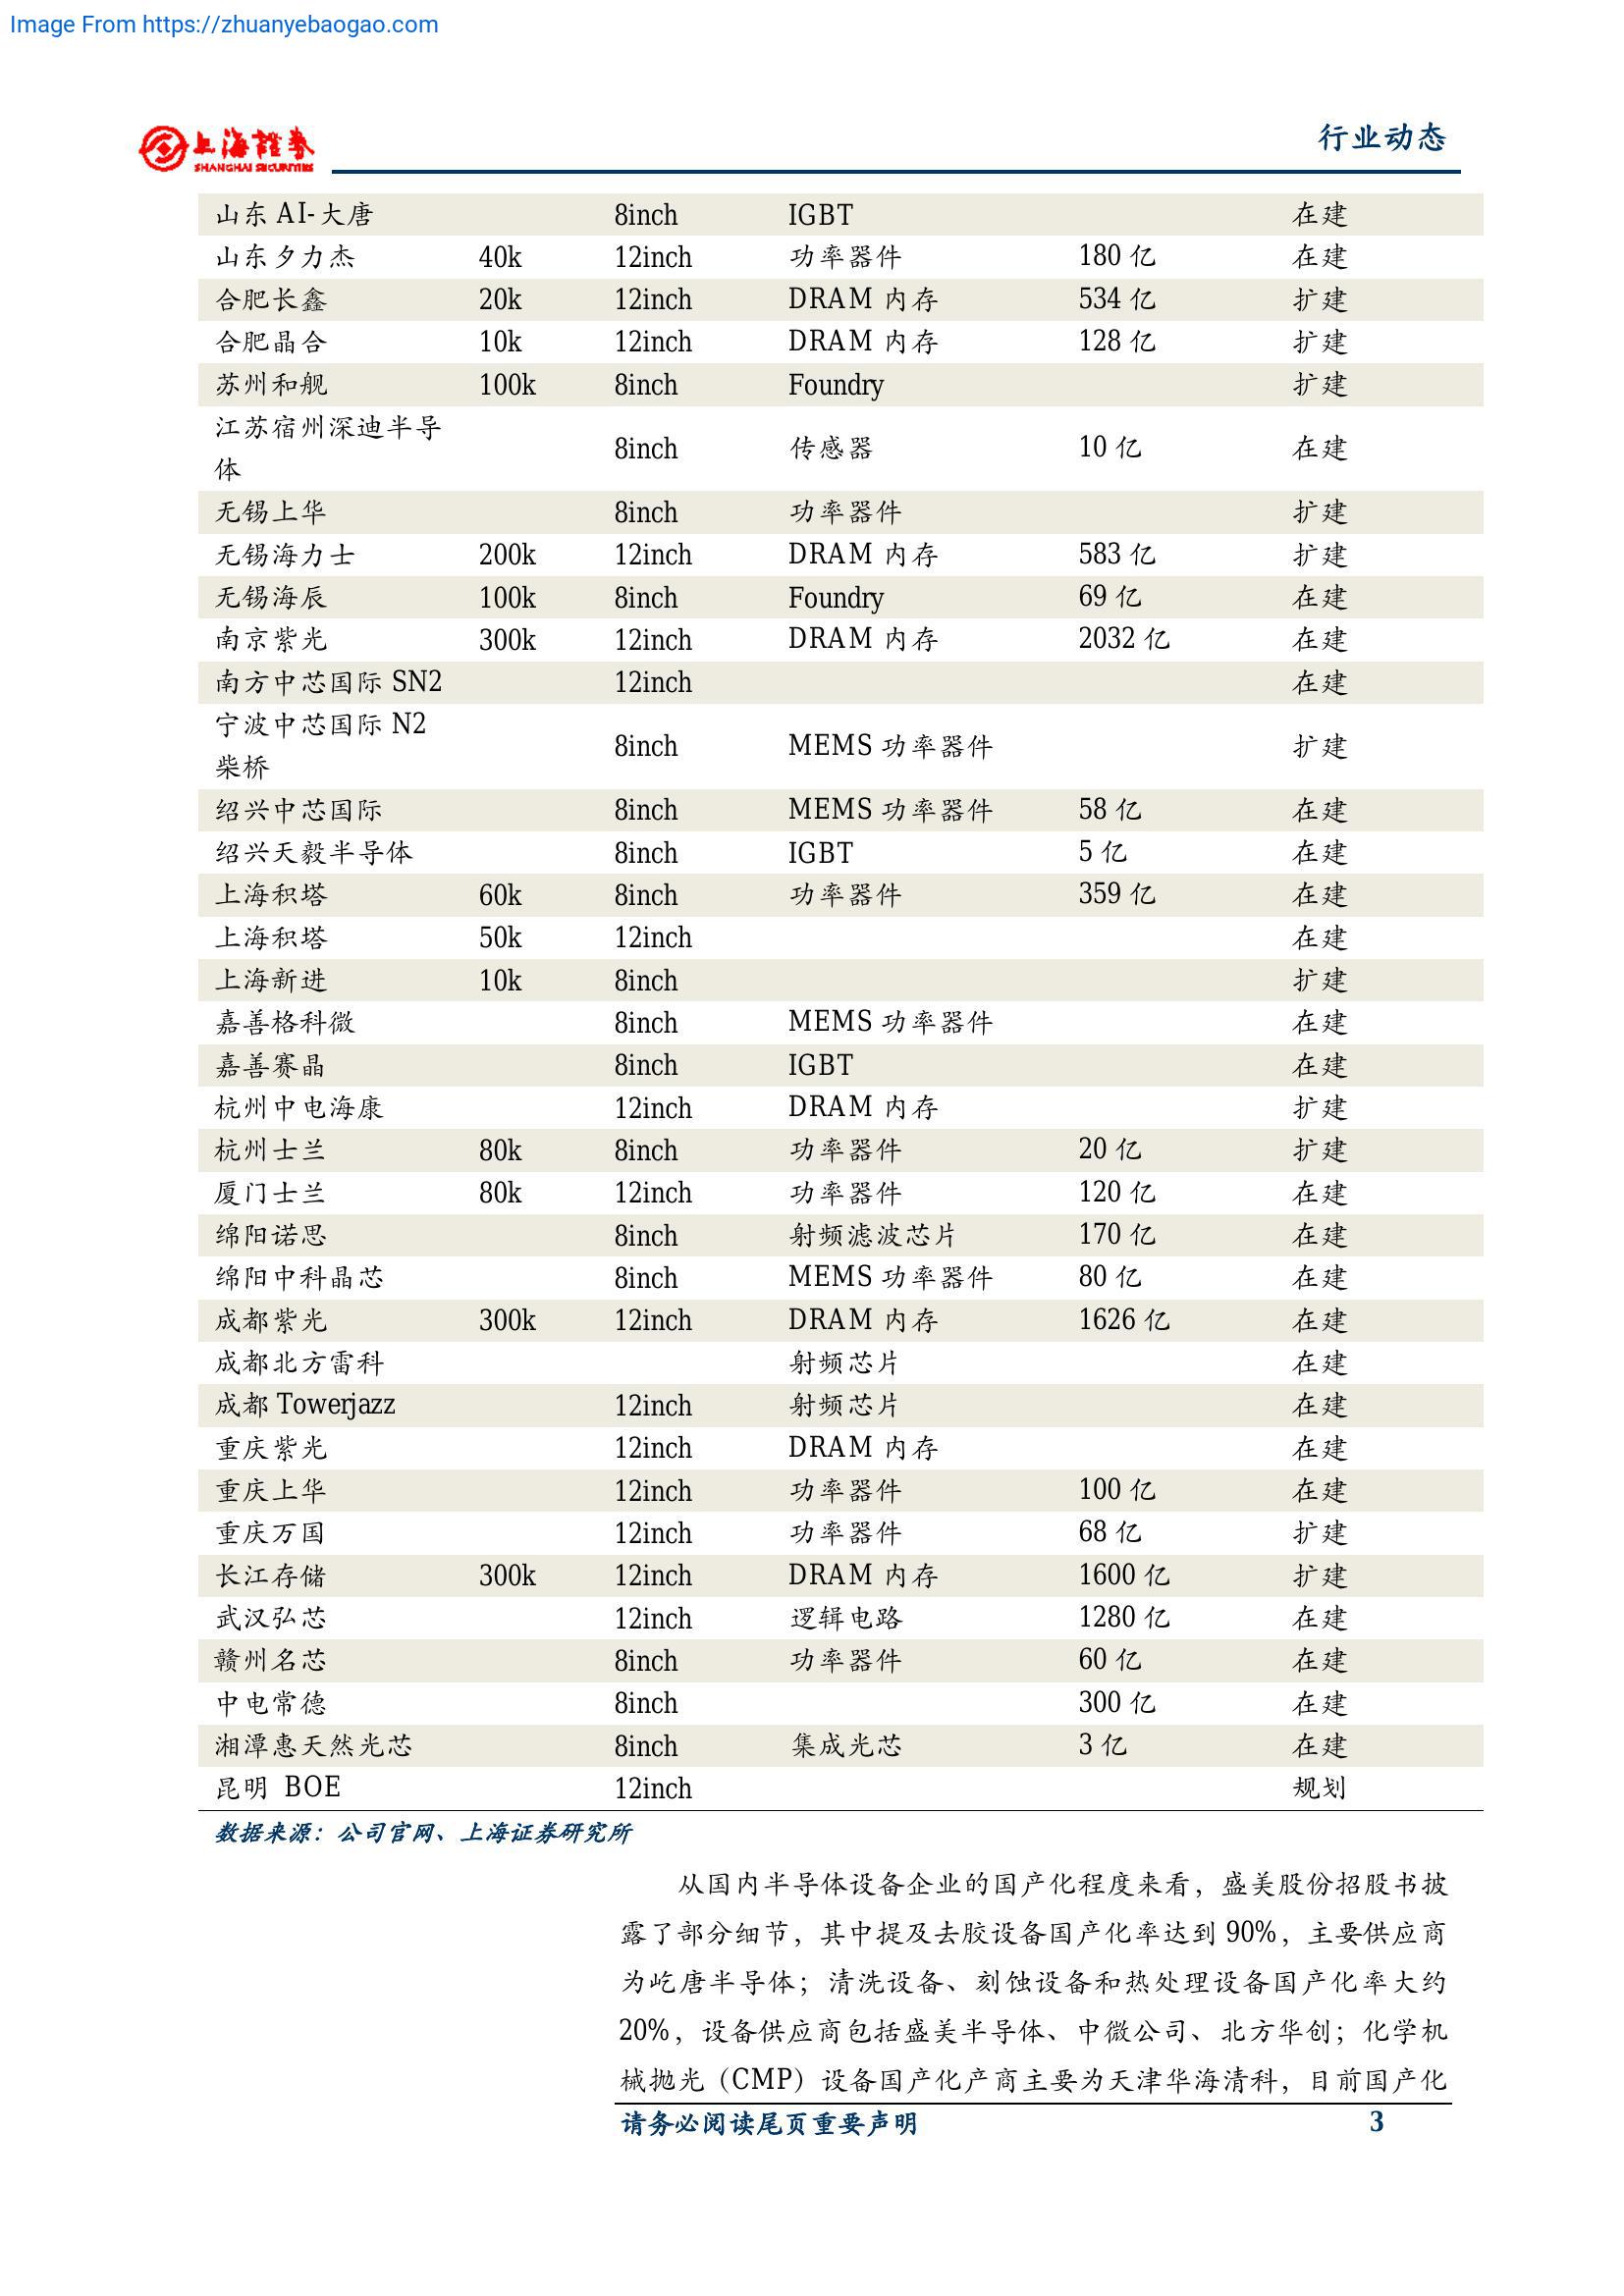 Image From https://zhuanyebaogao.com
上海證券
SHANGHAI SECURITIES
行业动态
山东 AI-大唐 8inch IGBT 在建
山东夕力杰 40k 12inch 功率器件 180 亿 在建
合肥长鑫 20k 12inch DRAM 内存 534 亿 扩建
合肥晶合 10k 12inch DRAM 内存 128 亿 扩建
苏州和舰 100k 8inch Foundry 扩建
江苏宿州深迪半导
体 8inch 传感器 10 亿 在建
无锡上华 8inch 功率器件 扩建
无锡海力士 200k 12inch DRAM 内存 583 亿 扩建
无锡海辰 100k 8inch Foundry 69 亿 在建
南京紫光 300k 12inch DRAM 内存 2032 亿 在建
南方中芯国际 SN2 12inch 在建
宁波中芯国际 N2
柴桥 8inch MEMS 功率器件 扩建
绍兴中芯国际 8inch MEMS 功率器件 58 亿 在建
绍兴天毅半导体 8inch IGBT 5 亿 在建
上海积塔 60k 8inch 功率器件 359 亿 在建
上海积塔 50k 12inch 在建
上海新进 10k 8inch 扩建
嘉善格科微 8inch MEMS 功率器件 在建
嘉善赛晶 8inch IGBT 在建
杭州中电海康 12inch DRAM 内存 扩建
杭州士兰 80k 8inch 功率器件 20 亿 扩建
厦门士兰 80k 12inch 功率器件 120 亿 在建
绵阳诺思 8inch 射频滤波芯片 170 亿 在建
绵阳中科晶芯 8inch MEMS 功率器件 80 亿 在建
成都紫光 300k 12inch DRAM 内存 1626 亿 在建
成都北方雷科 射频芯片 在建
成都 Towerjazz 12inch 射频芯片 在建
重庆紫光 12inch DRAM 内存 在建
重庆上华 12inch 功率器件 100 亿 在建
重庆万国 12inch 功率器件 68 亿 扩建
长江存储 300k 12inch DRAM 内存 1600 亿 扩建
武汉弘芯 12inch 逻辑电路 1280 亿 在建
赣州名芯 8inch 功率器件 60 亿 在建
中电常德 8inch 300 亿 在建
湘潭惠天然光芯 8inch 集成光芯 3 亿 在建
昆明 BOE 12inch 规划
数据来源：公司官网、上海证券研究所
从国内半导体设备企业的国产化程度来看，盛美股份招股书披
露了部分细节，其中提及去胶设备国产化率达到 90%，主要供应商
为屹唐半导体；清洗设备、刻蚀设备和热处理设备国产化率大约
20%，设备供应商包括盛美半导体、中微公司、北方华创；化学机
械抛光（CMP）设备国产化产商主要为天津华海清科，目前国产化
请务必阅读尾页重要声明 3